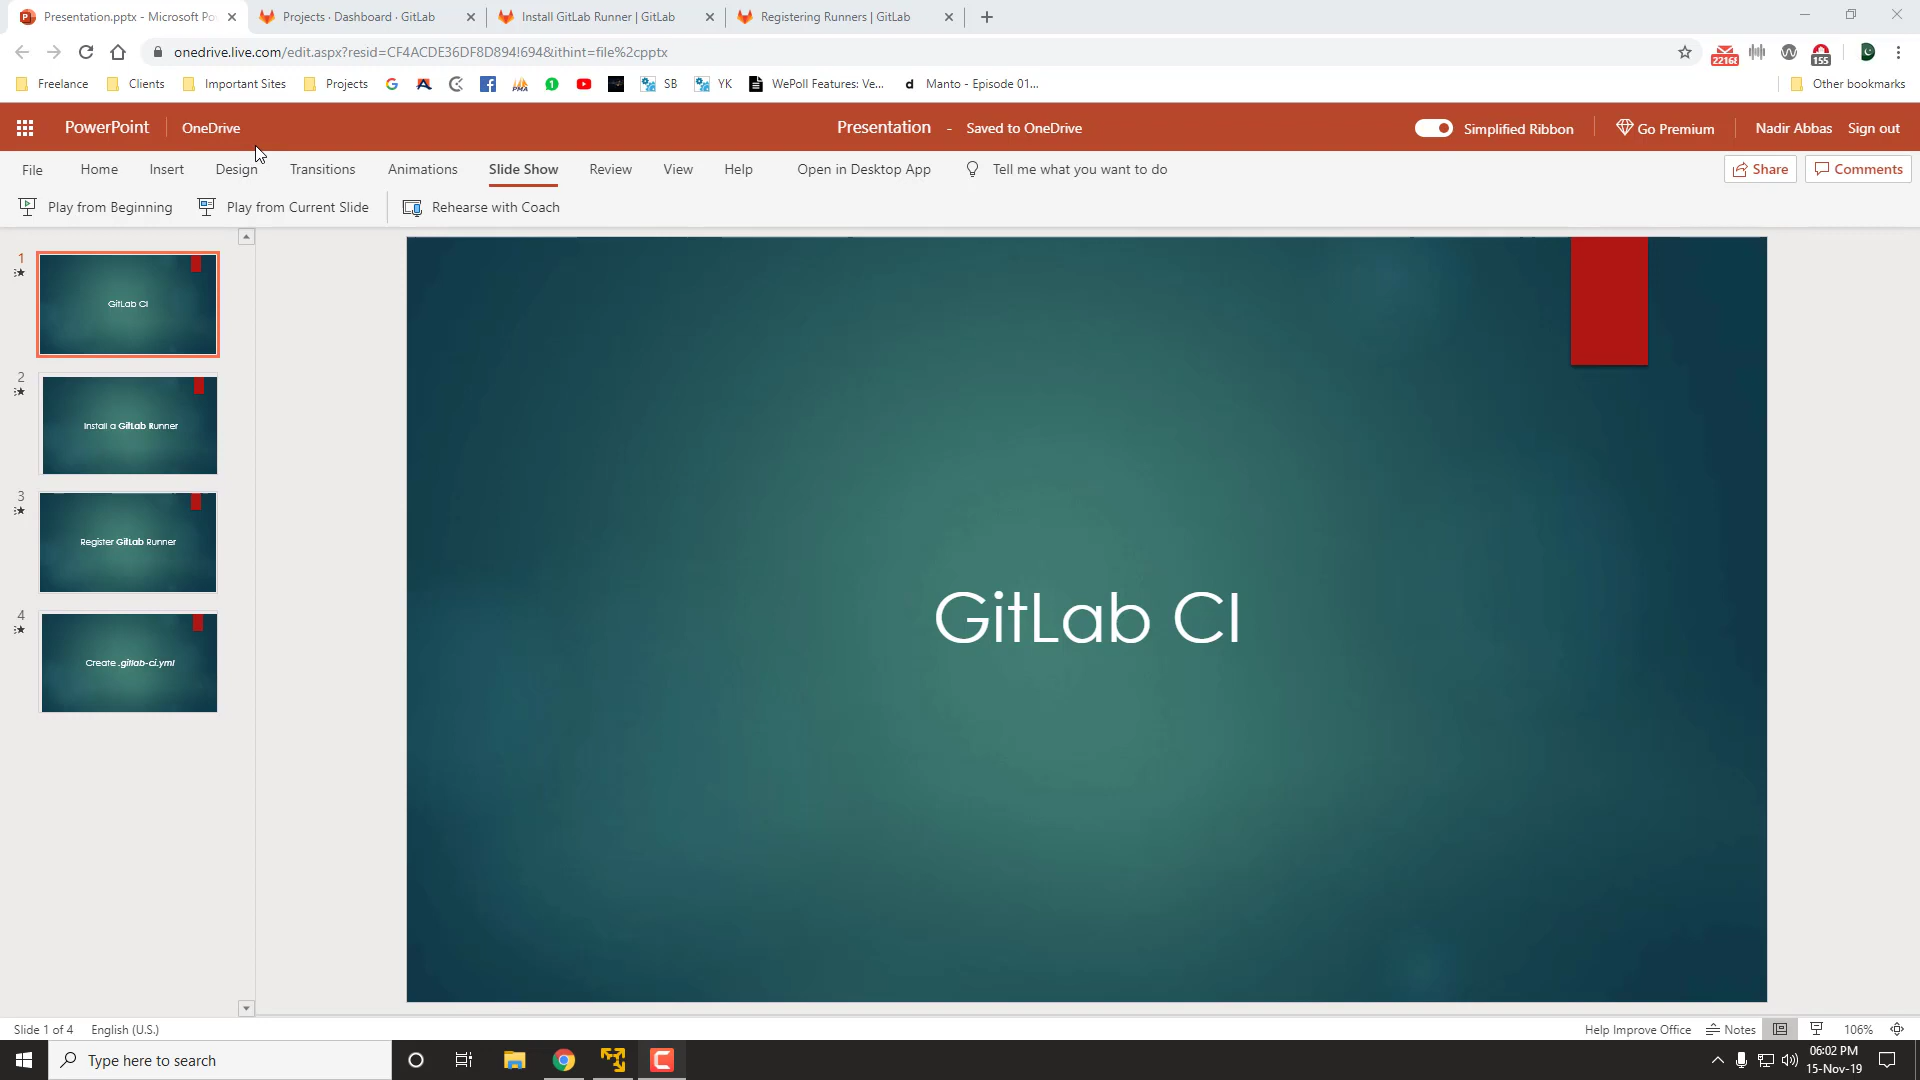 Presentation.pptx - Microsoft Po
Projects · Dashboard · GitLab
Install GitLab Runner | GitLab
Registering Runners | GitLab
onedrive.live.com/edit.aspx?resid=CF4ACDE36DF8D894!694&ithint=file%2cpptx
2216
155
Freelance
Clients
Important Sites
Projects
SB
YK
WePoll Features: Ve...
Manto - Episode 01...
Other bookmarks
PowerPoint
OneDrive
Presentation - Saved to OneDrive
Simplified Ribbon
Go Premium
Nadir Abbas
Sign out
File
Home
Insert
Design
Transitions
Animations
Slide Show
Review
View
Help
Open in Desktop App
Tell me what you want to do
Share
Comments
Play from Beginning
Play from Current Slide
Rehearse with Coach
1
GitLab CI
2
Install a GitLab Runner
3
Register GitLab Runner
4
Create .gitlab-ci.yml
GitLab CI
Slide 1 of 4
English (U.S.)
Help Improve Office
Notes
106%
Type here to search
06:02 PM
15-Nov-19